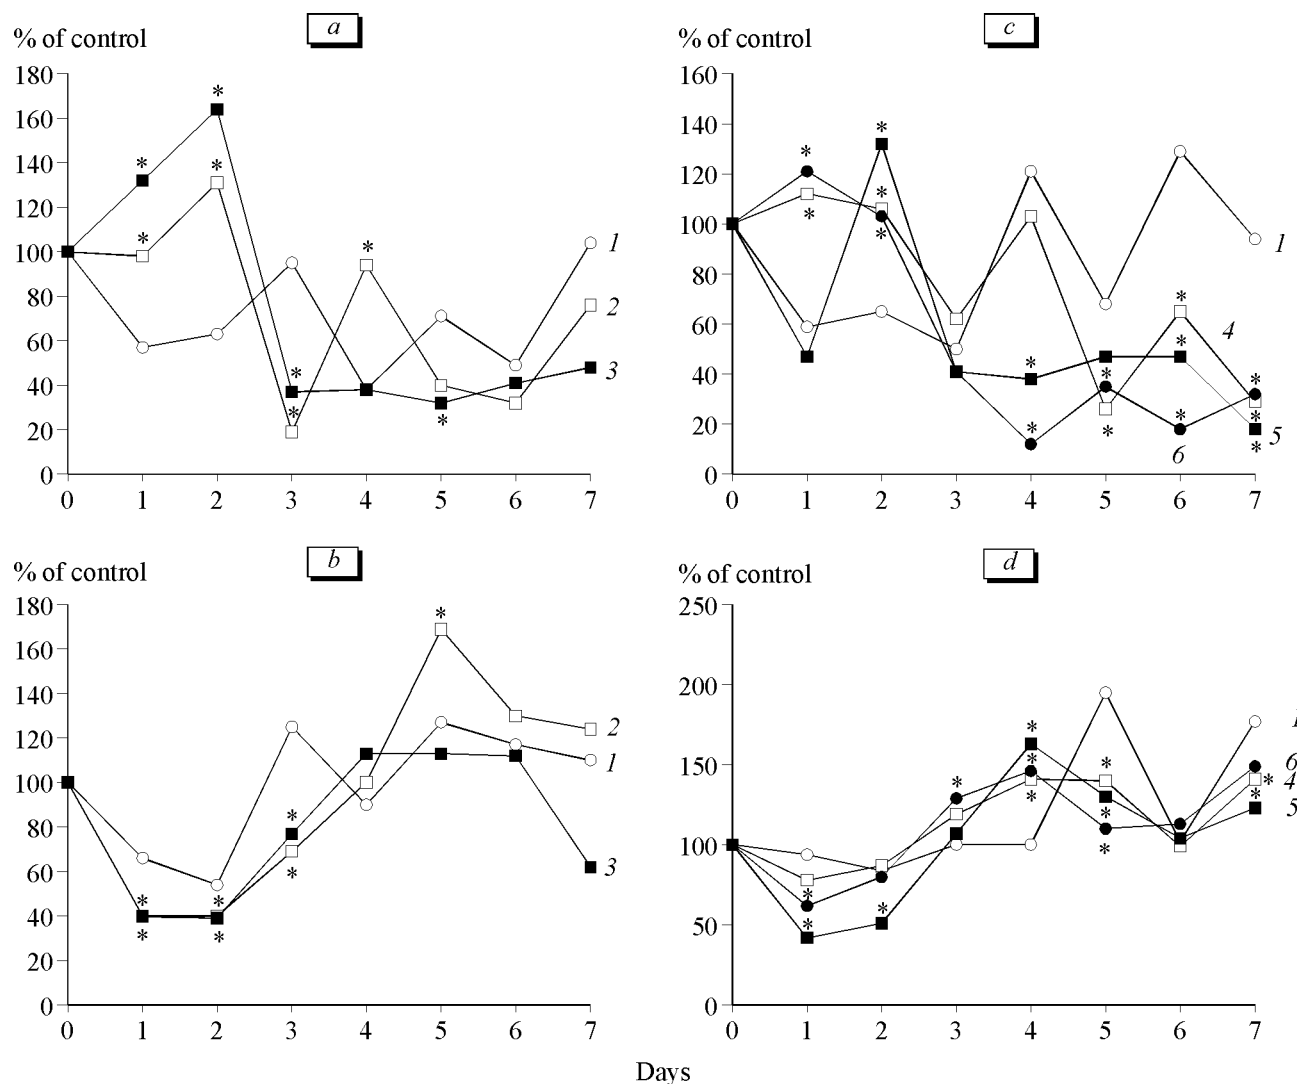 a
% of control
180
160
140
120
100
80
60
40
20
0
0 1 2 3 4 5 6 7
* * * * * * * *
1
2
3
c
% of control
160
140
120
100
80
60
40
20
0
0 1 2 3 4 5 6 7
* * * * * * * * * * * * * *
1
4
5
6
b
% of control
180
160
140
120
100
80
60
40
20
0
0 1 2 3 4 5 6 7
* * * * * * *
2
1
3
d
% of control
250
200
150
100
50
0
0 1 2 3 4 5 6 7
* * * * * * * * * * * *
1
6
4
5
Days